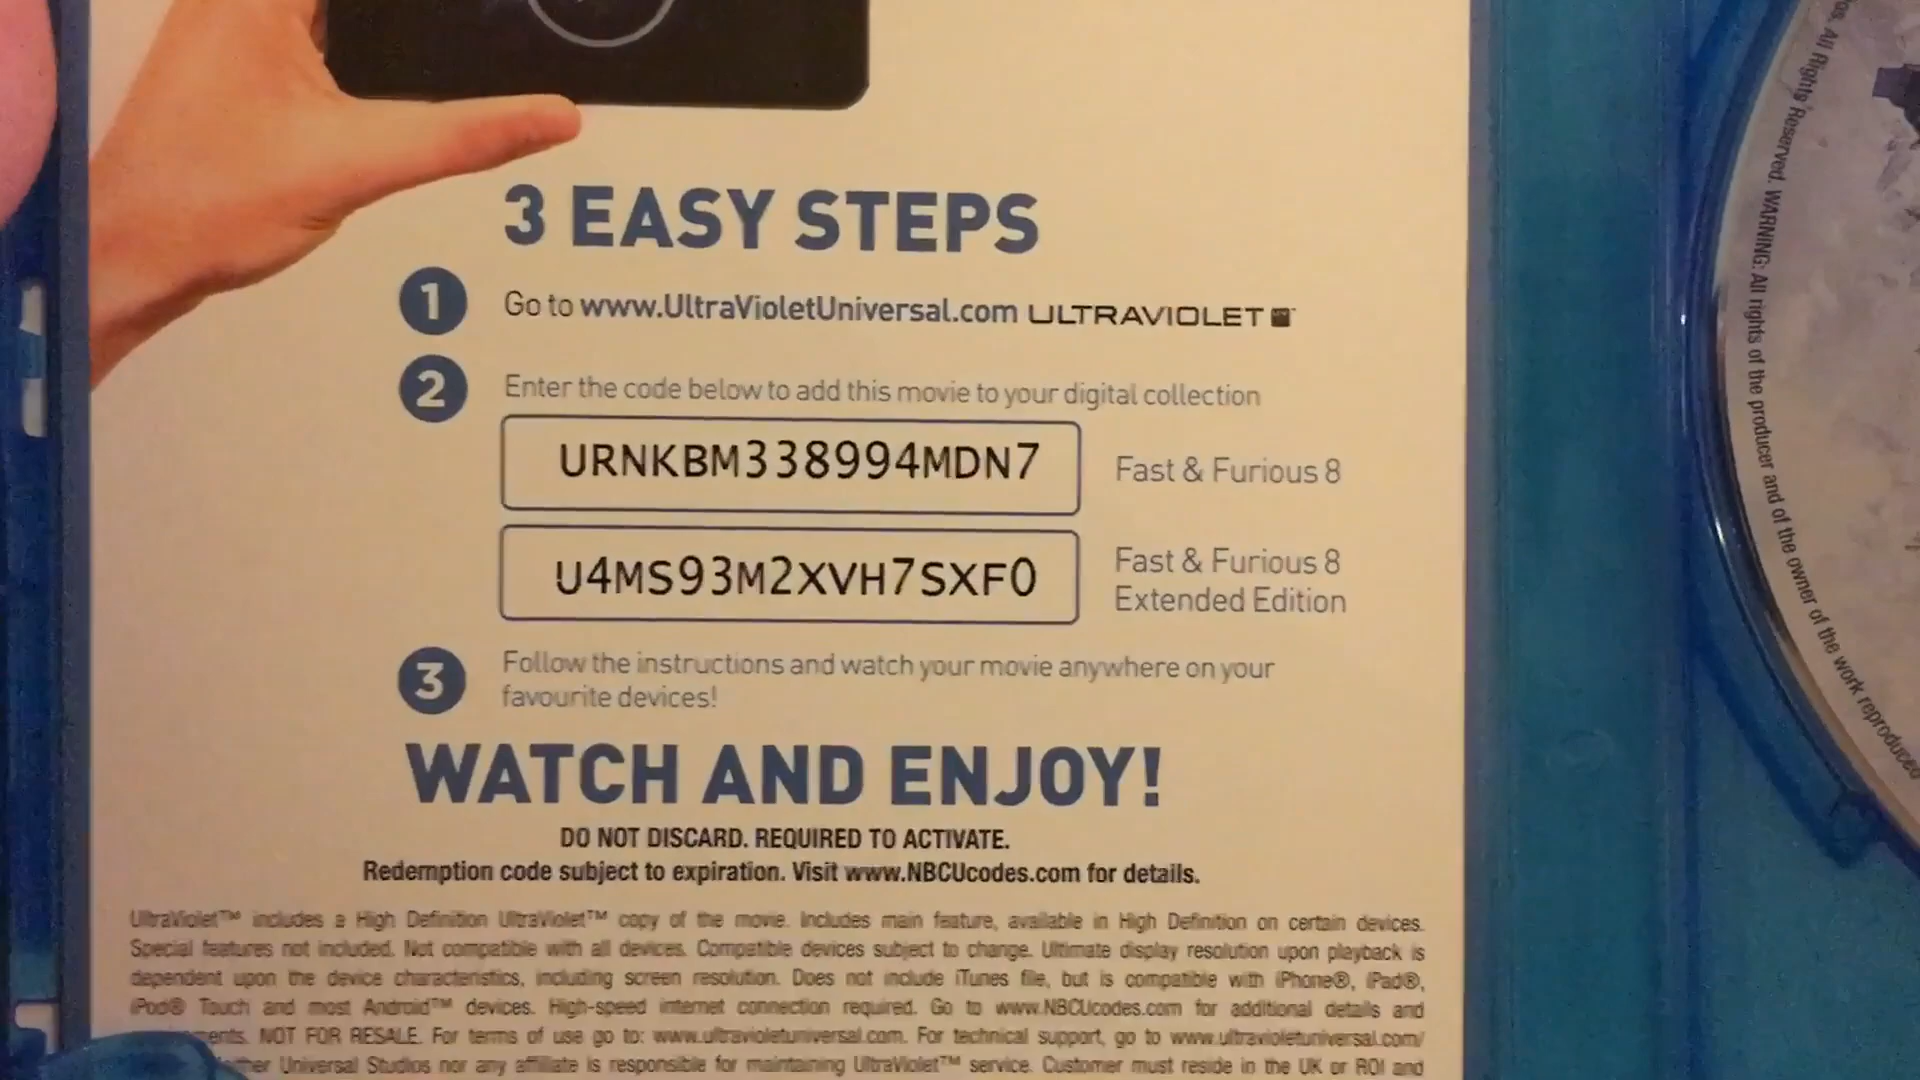 3 EASY STEPS
1 Go to www.UltraVioletUniversal.com ULTRAVIOLET
2 Enter the code below to add this movie to your digital collection
URNKBM338994MDN7 Fast & Furious 8
U4MS93M2XVH7SXF0 Fast & Furious 8
Extended Edition
3 Follow the instructions and watch your movie anywhere on your
favourite devices!
WATCH AND ENJOY!
DO NOT DISCARD. REQUIRED TO ACTIVATE.
Redemption code subject to expiration. Visit www.NBCUcodes.com for details.
UltraViolet™ includes a High Definition UltraViolet™ copy of the movie. Includes main feature, available in High Definition on certain devices.
Special features not included. Not compatible with all devices. Compatible devices subject to change. Ultimate display resolution upon playback is
dependent upon the device characteristics, including screen resolution. Does not include iTunes file, but is compatible with iPhone®, iPad®,
iPod® Touch and most Android™ devices. High-speed internet connection required. Go to www.NBCUcodes.com for additional details and
NOT FOR RESALE. For terms of use go to: www.ultravioletuniversal.com. For technical support, go to www.ultravioletuniversal.com/
Universal Studios nor any affiliate is responsible for maintaining UltraViolet™ service. Customer must reside in the UK or ROI and
All Rights Reserved. WARNING: All rights of the producer and of the owner of the work reproduced